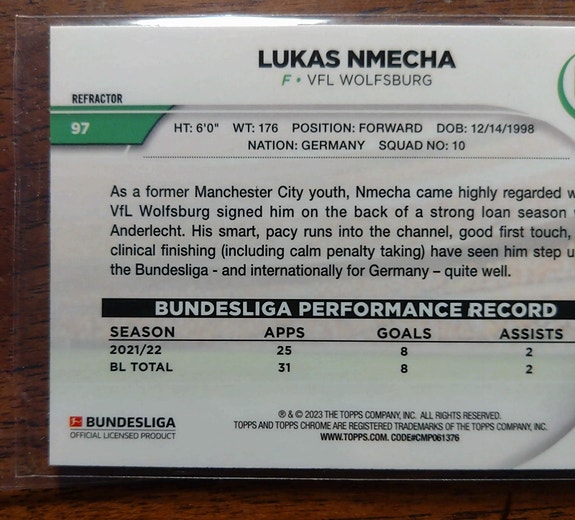 LUKAS NMECHA
F • VFL WOLFSBURG
REFRACTOR
97
HT: 6'0" WT: 176 POSITION: FORWARD DOB: 12/14/1998
NATION: GERMANY SQUAD NO: 10
As a former Manchester City youth, Nmecha came highly regarded
VfL Wolfsburg signed him on the back of a strong loan season
Anderlecht. His smart, pacy runs into the channel, good first touch,
clinical finishing (including calm penalty taking) have seen him step
the Bundesliga - and internationally for Germany – quite well.
BUNDESLIGA PERFORMANCE RECORD
SEASON APPS GOALS ASSISTS
2021/22 25 8 2
BL TOTAL 31 8 2
BUNDESLIGA
OFFICIAL LICENSED PRODUCT
® & © 2023 THE TOPPS COMPANY, INC. ALL RIGHTS RESERVED.
TOPPS AND TOPPS CHROME ARE REGISTERED TRADEMARKS OF THE TOPPS COMPANY, INC.
WWW.TOPPS.COM. CODE#CMP061376